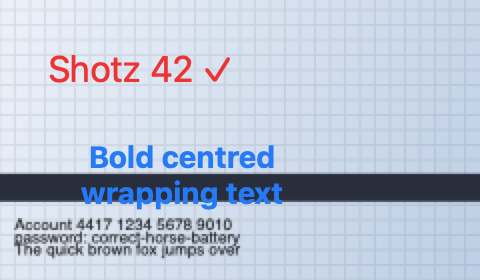 Shotz 42 ✓
Bold centred
wrapping text
Account 4417 1234 5678 9010
password: correct-horse-battery
The quick brown fox jumps over